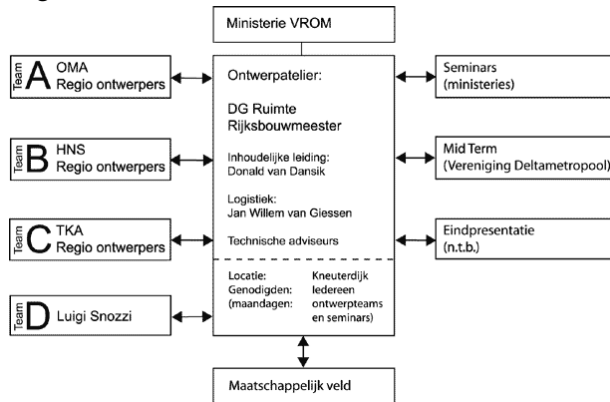 Ministerie VROM
Team A
OMA
Regio ontwerpers
Team B
HNS
Regio ontwerpers
Team C
TKA
Regio ontwerpers
Team D
Luigi Snozzi
Ontwerpatelier:
DG Ruimte
Rijksbouwmeester
Inhoudelijke leiding:
Donald van Dansik
Logistiek:
Jan Willem van Giessen
Technische adviseurs
Locatie: Kneuterdijk
Genodigden: Iedereen
(maandagen: ontwerpteams
en seminars)
Seminars
(ministeries)
Mid Term
(Vereniging Deltametropool)
Eindpresentatie
(n.t.b.)
Maatschappelijk veld